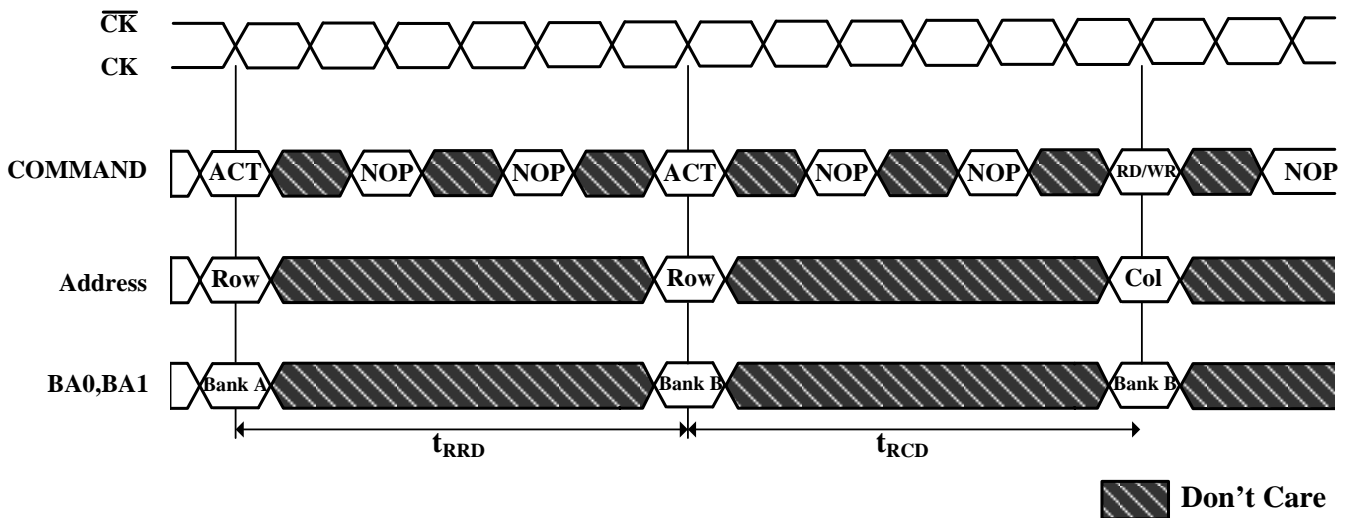 CK
CK
COMMAND ACT NOP NOP ACT NOP NOP RD/WR NOP
Address Row Row Col
BA0,BA1 Bank A Bank B Bank B
tRRD tRCD
Don't Care